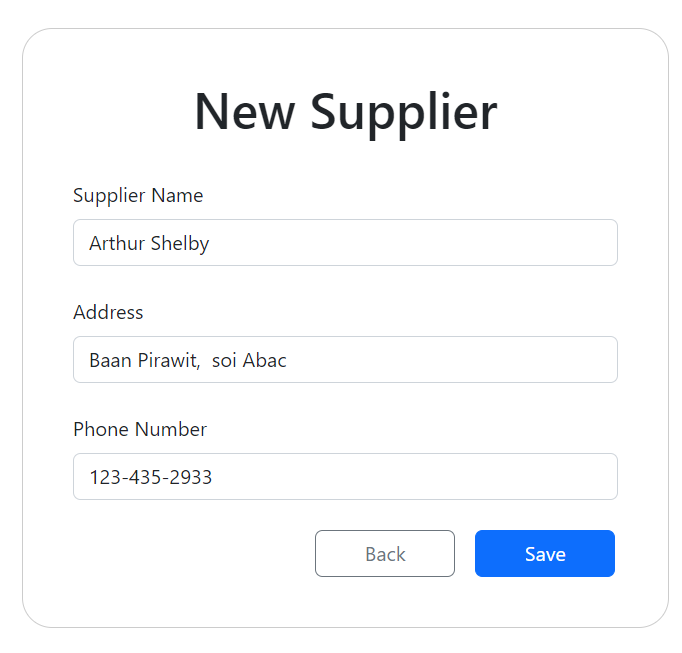 New Supplier
Supplier Name
Arthur Shelby
Address
Baan Pirawit,  soi Abac
Phone Number
123-435-2933
Back Save